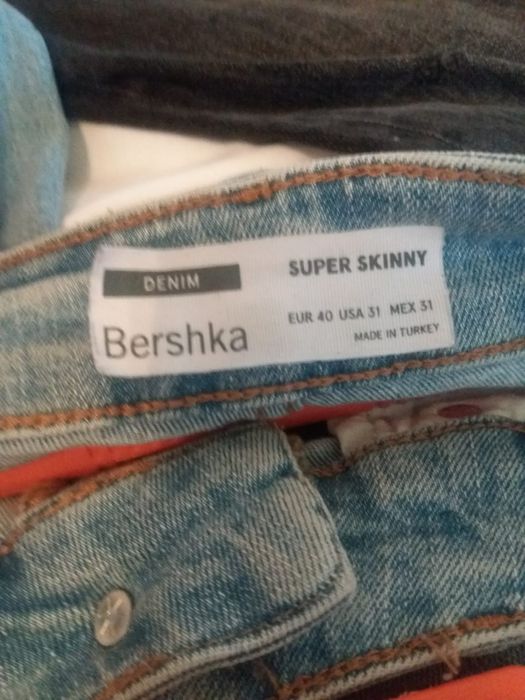 DENIM
Bershka
SUPER SKINNY
EUR 40 USA 31 MEX 31
MADE IN TURKEY